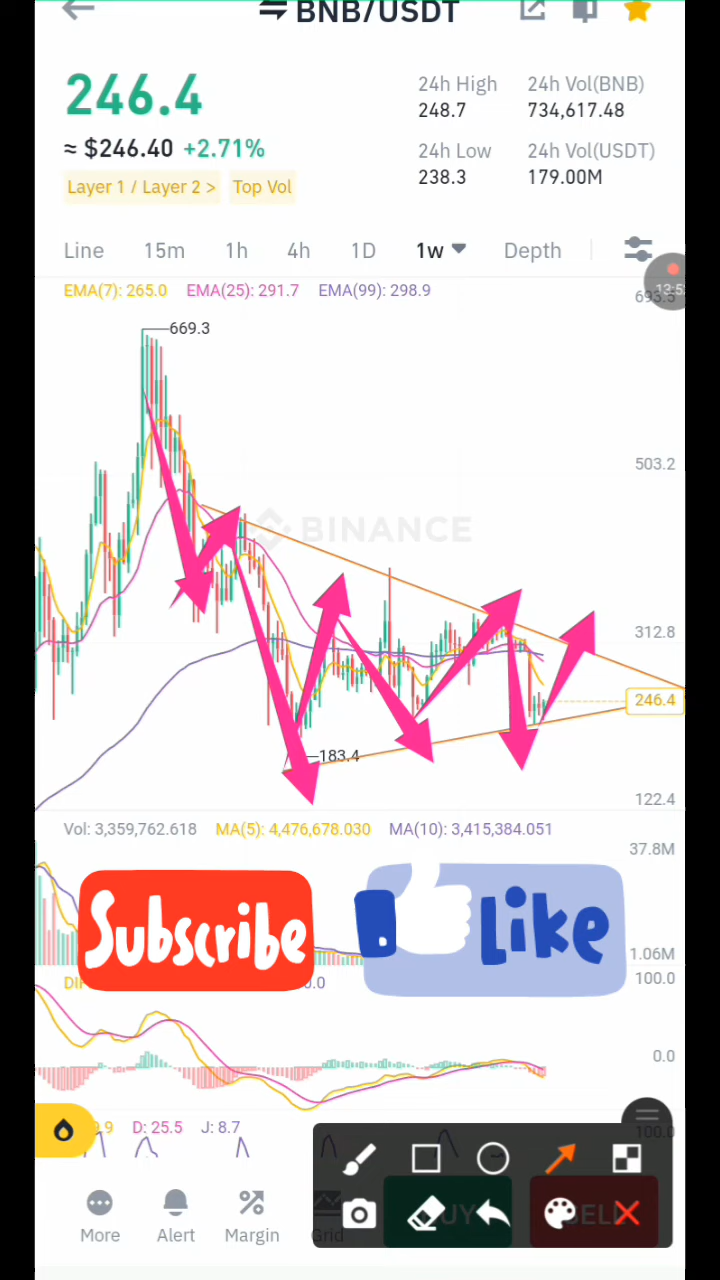 BNB/USDT
246.4
≈ $246.40 +2.71%
24h High
248.7
24h Vol(BNB)
734,617.48
24h Low
238.3
24h Vol(USDT)
179.00M
Layer 1 / Layer 2 > Top Vol
Line 15m 1h 4h 1D 1w Depth
EMA(7): 265.0 EMA(25): 291.7 EMA(99): 298.9
669.3
503.2
BINANCE
312.8
246.4
183.4
122.4
Vol: 3,359,762.618 MA(5): 4,476,678.030 MA(10): 3,415,384.051
37.8M
Subscribe
Like
1.06M
100.0
0.0
D: 25.5 J: 8.7
100.0
More Alert Margin Grid